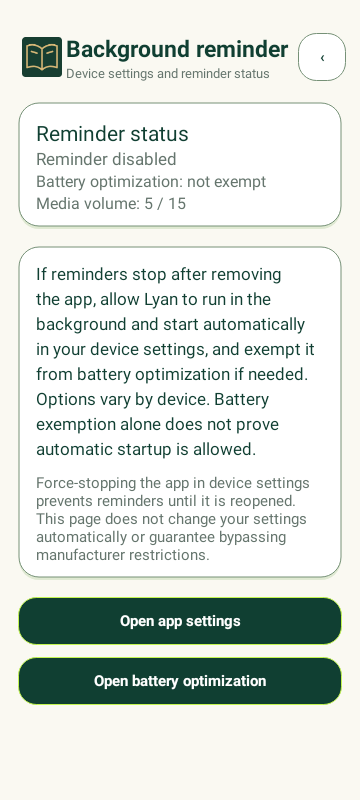 Background reminder
Device settings and reminder status
‹
Reminder status
Reminder disabled
Battery optimization: not exempt
Media volume: 5 / 15
If reminders stop after removing
the app, allow Lyan to run in the
background and start automatically
in your device settings, and exempt it
from battery optimization if needed.
Options vary by device. Battery
exemption alone does not prove
automatic startup is allowed.
Force-stopping the app in device settings
prevents reminders until it is reopened.
This page does not change your settings
automatically or guarantee bypassing
manufacturer restrictions.
Open app settings
Open battery optimization